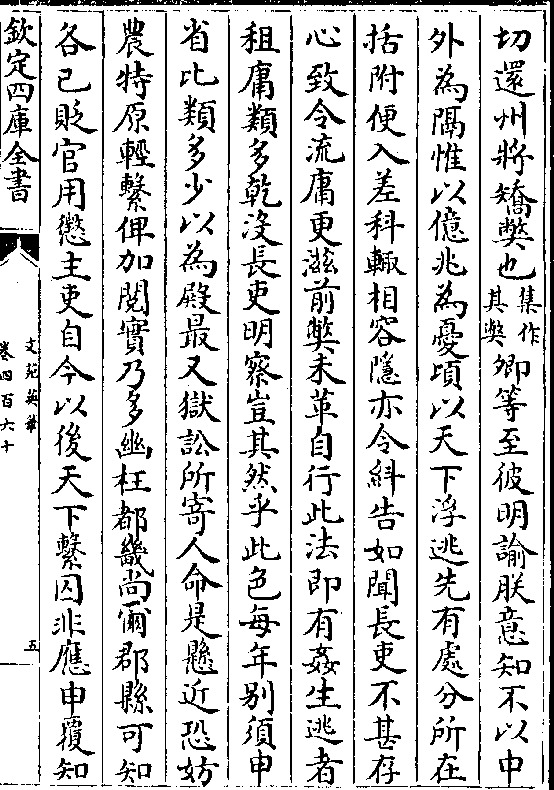 切還州將矯弊也集作其弊卿等至彼明諭朕意知不以中
外為隔惟以億兆為憂頃以天下浮逃先有處分所在
括附便入差科輙相容隱亦令糾告如聞長吏不甚存
心致令流庸更滋前弊未革自行此法即有姦生逃者
租庸類多乾没長吏明察豈其然乎此色每年別須申
省比類多少以為殿最又獄訟所寄人命是懸近恐妨
農特原輕繫俾加閱實乃多幽枉都畿尚爾郡縣可知
各已貶官用懲主吏自今以後天下繫囚非應申覆知
欽定四庫全書
文苑英華
卷四百六十
五